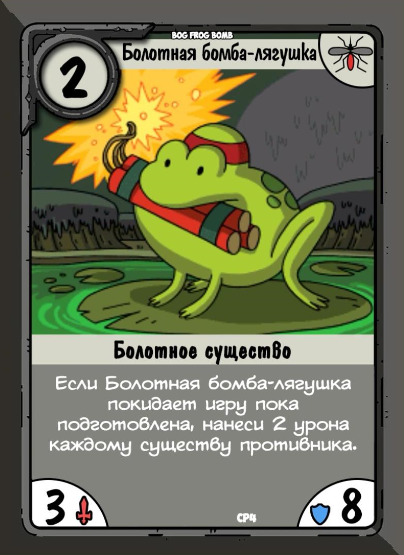 BOG FROG BOMB
Болотная бомба-лягушка
2
Болотное существо
Если Болотная бомба-лягушка
покидает игру пока
подготовлена, нанеси 2 урона
каждому существу противника.
3
CP4
8